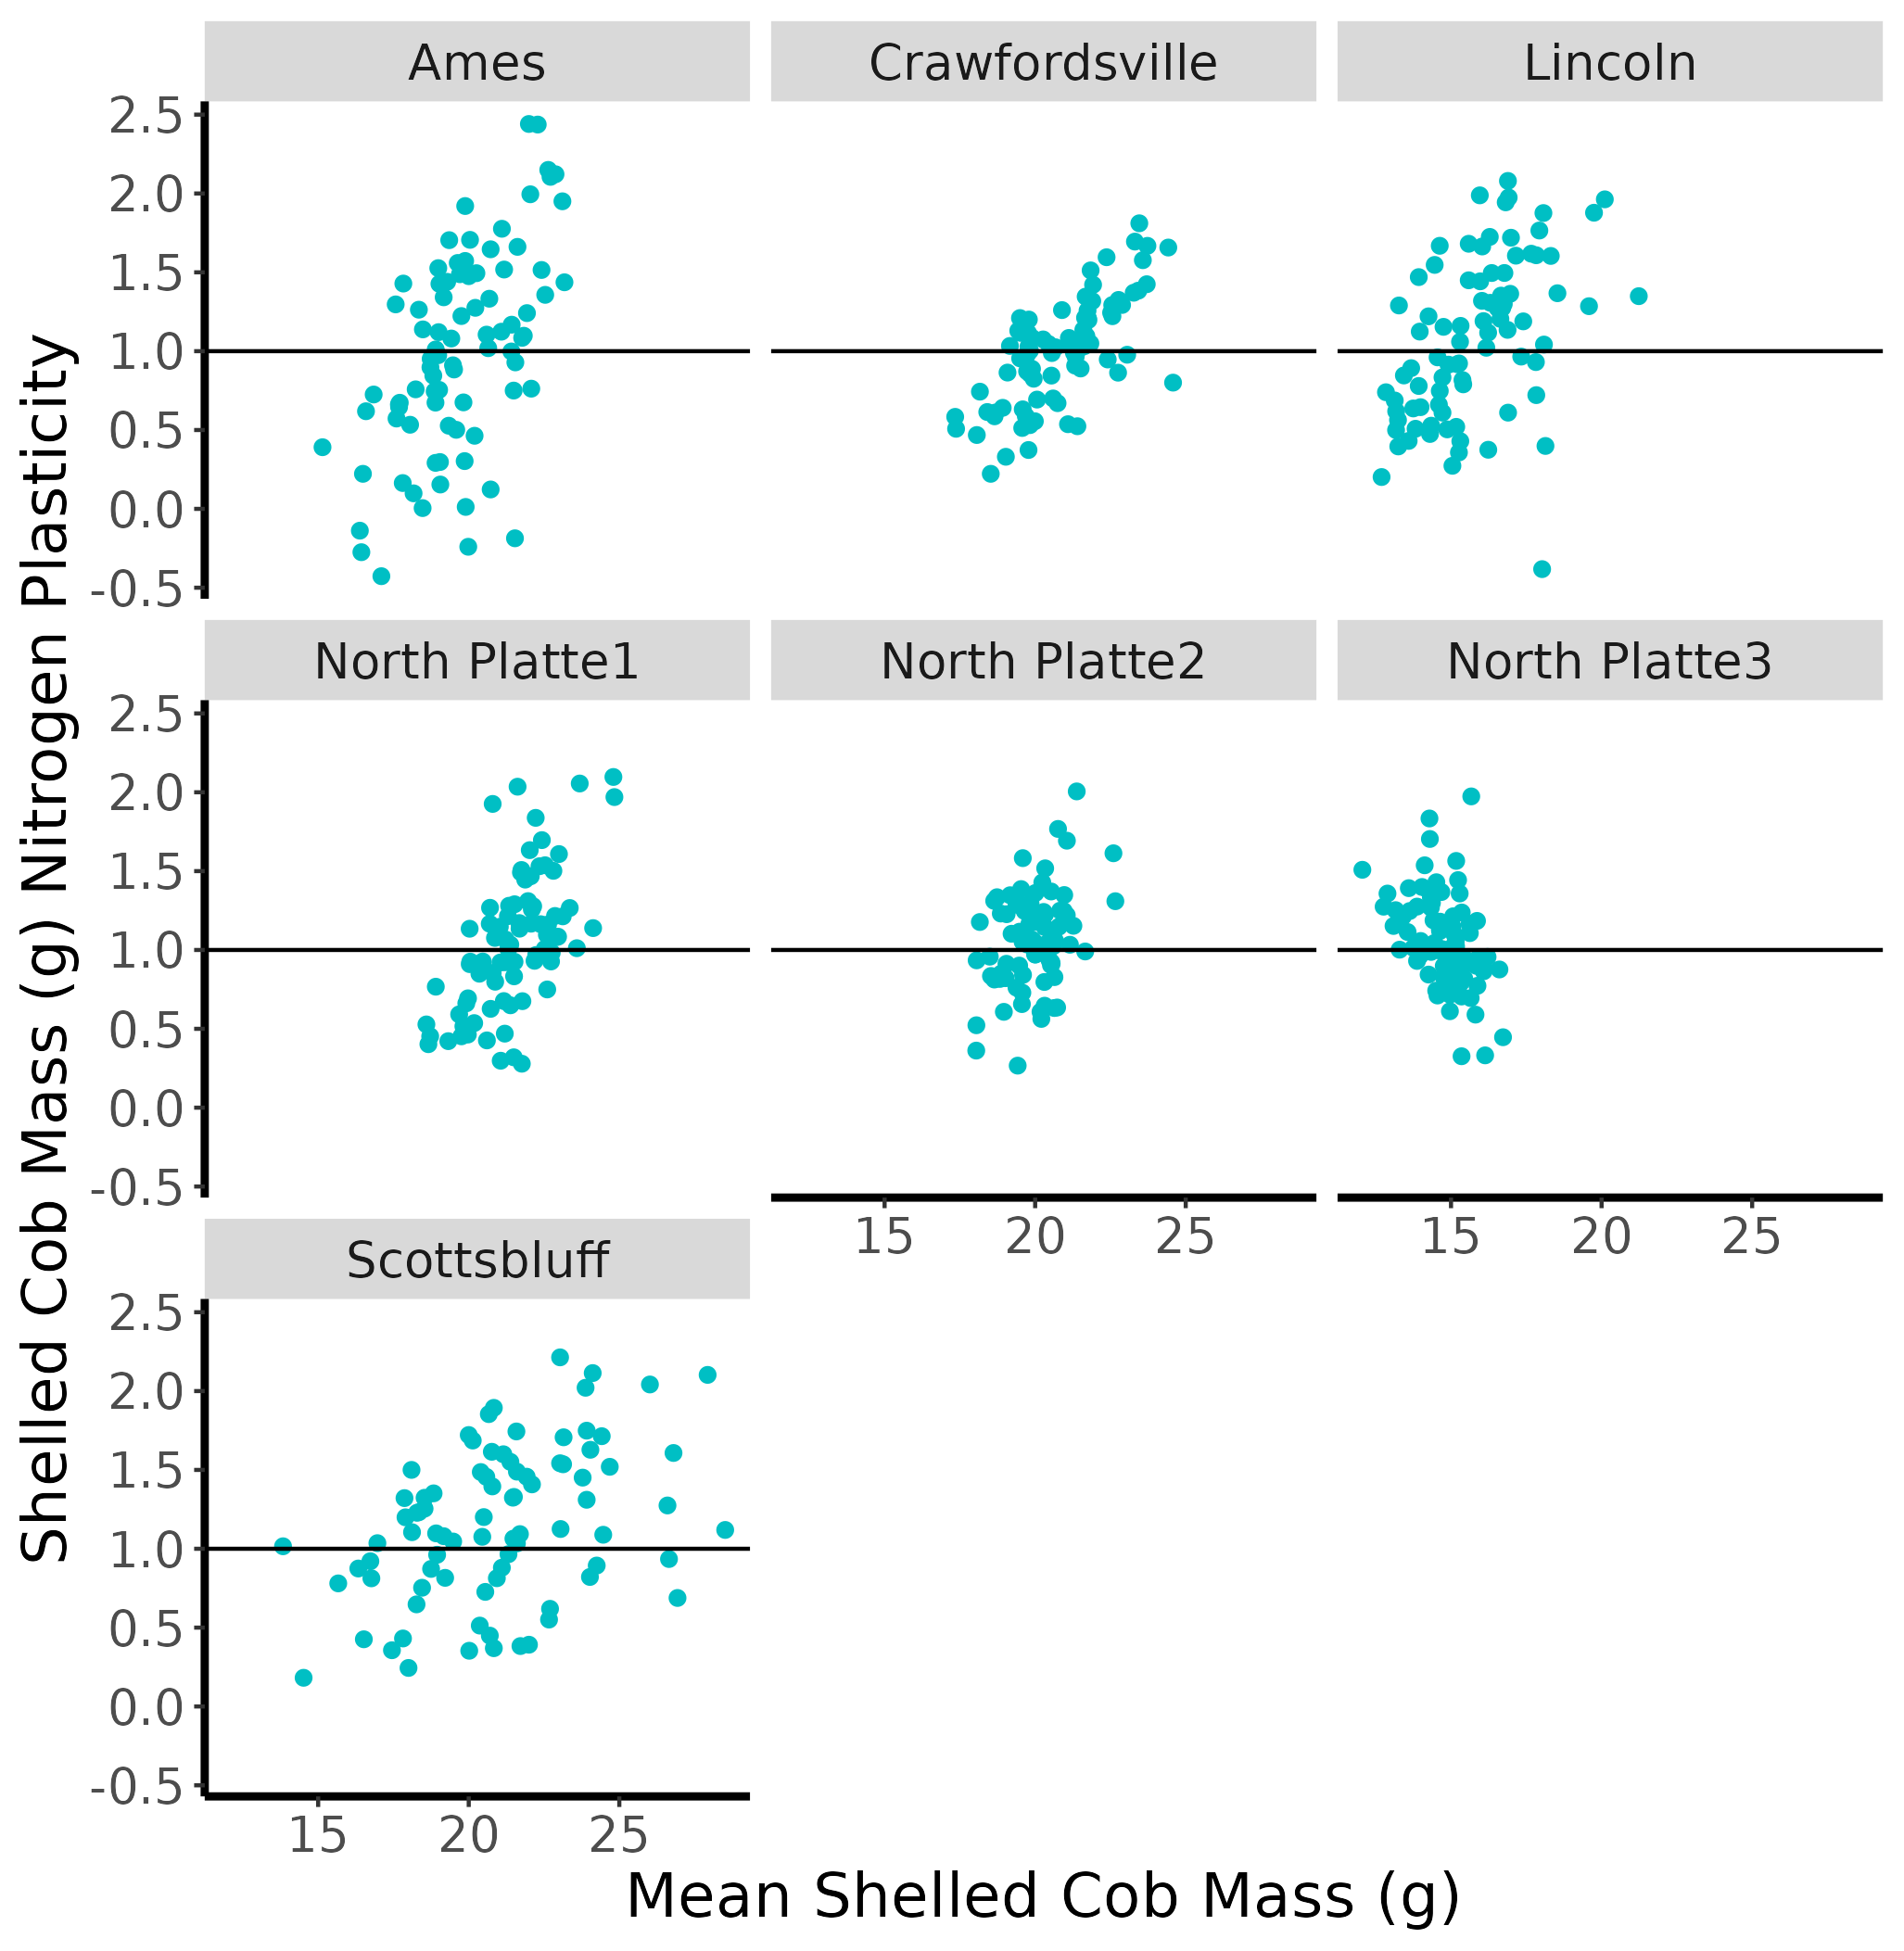 Ames
Crawfordsville
Lincoln
2.5
2.0
1.5
1.0
0.5
0.0
-0.5
North Platte1
North Platte2
North Platte3
2.5
2.0
1.5
1.0
0.5
0.0
-0.5
15 20 25
15 20 25
Scottsbluff
2.5
2.0
1.5
1.0
0.5
0.0
-0.5
15 20 25
Shelled Cob Mass (g) Nitrogen Plasticity
Mean Shelled Cob Mass (g)